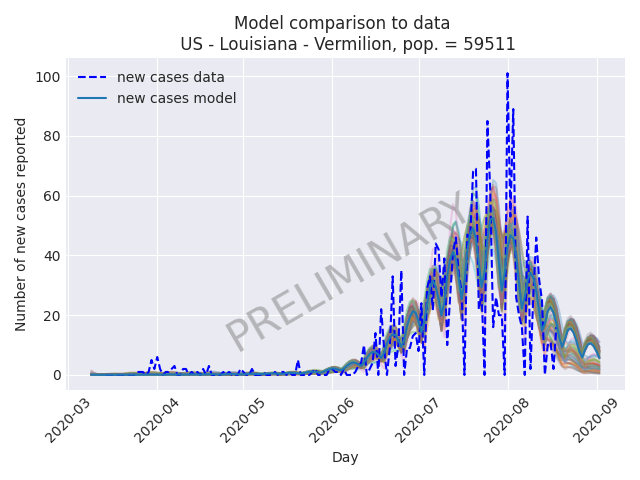 Model comparison to data
US - Louisiana - Vermilion, pop. = 59511
new cases data
new cases model
Number of new cases reported
100
80
60
40
20
0
PRELIMINARY
2020-03
2020-04
2020-05
2020-06
2020-07
2020-08
2020-09
Day